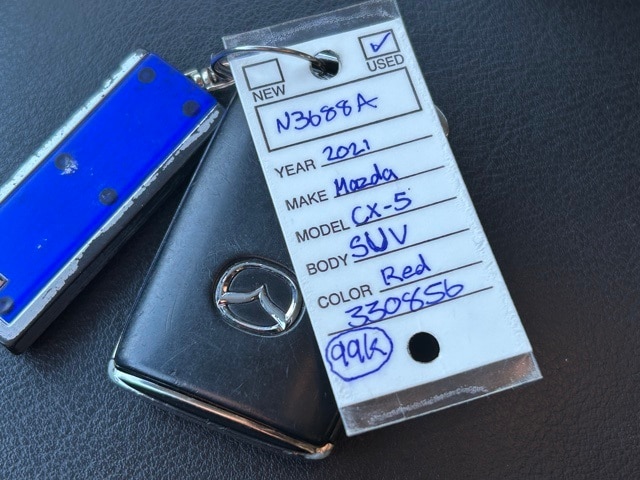 NEW ✓ USED
N3688A
YEAR 2021
MAKE Mazda
MODEL CX-5
BODY SUV
COLOR Red
330856
99K